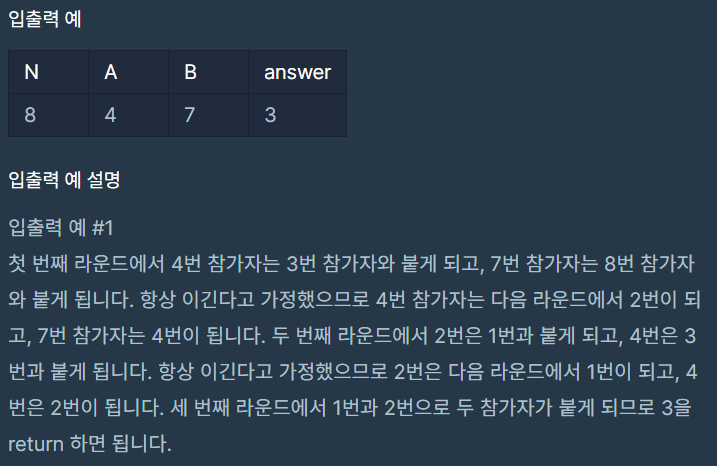 입출력 예
N A B answer
8 4 7 3
입출력 예 설명
입출력 예 #1
첫 번째 라운드에서 4번 참가자는 3번 참가자와 붙게 되고, 7번 참가자는 8번 참가자
와 붙게 됩니다. 항상 이긴다고 가정했으므로 4번 참가자는 다음 라운드에서 2번이 되
고, 7번 참가자는 4번이 됩니다. 두 번째 라운드에서 2번은 1번과 붙게 되고, 4번은 3
번과 붙게 됩니다. 항상 이긴다고 가정했으므로 2번은 다음 라운드에서 1번이 되고, 4
번은 2번이 됩니다. 세 번째 라운드에서 1번과 2번으로 두 참가자가 붙게 되므로 3을
return 하면 됩니다.